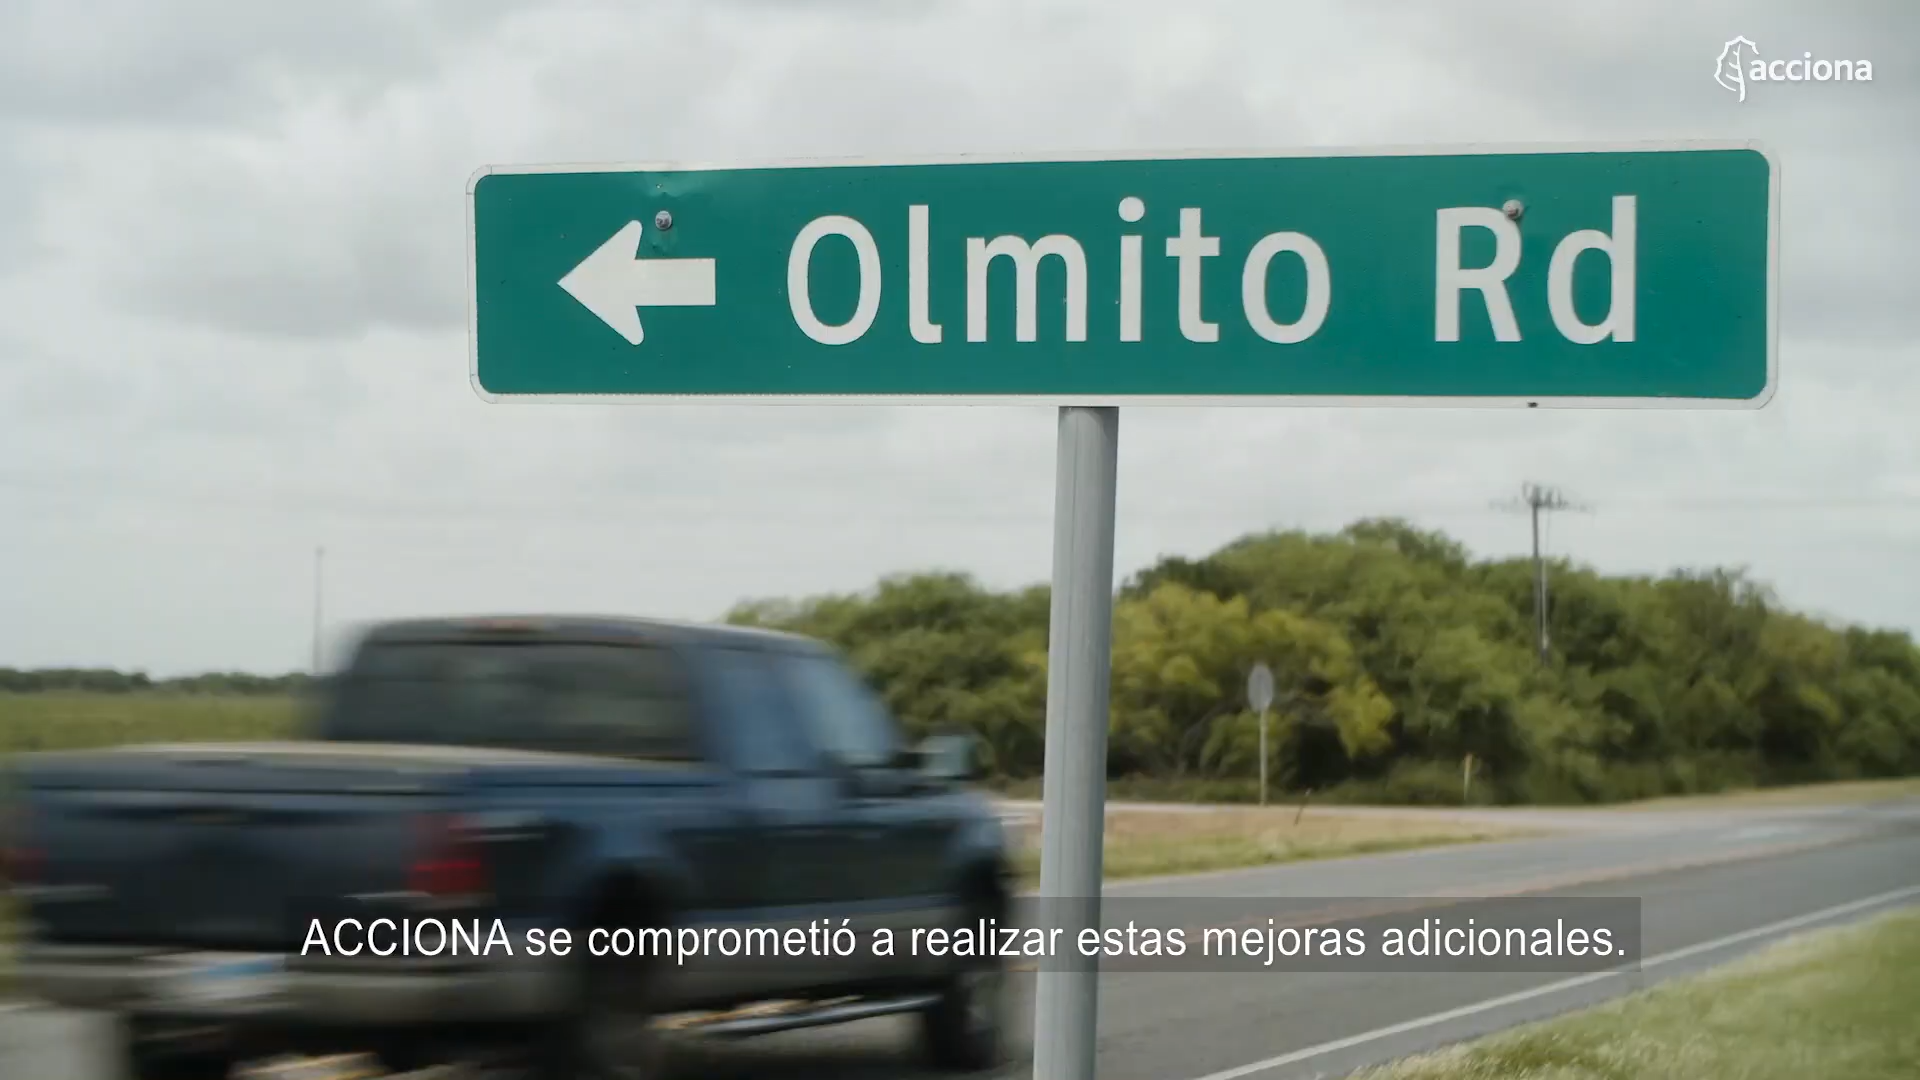 acciona
Olmito Rd
ACCIONA se comprometió a realizar estas mejoras adicionales.